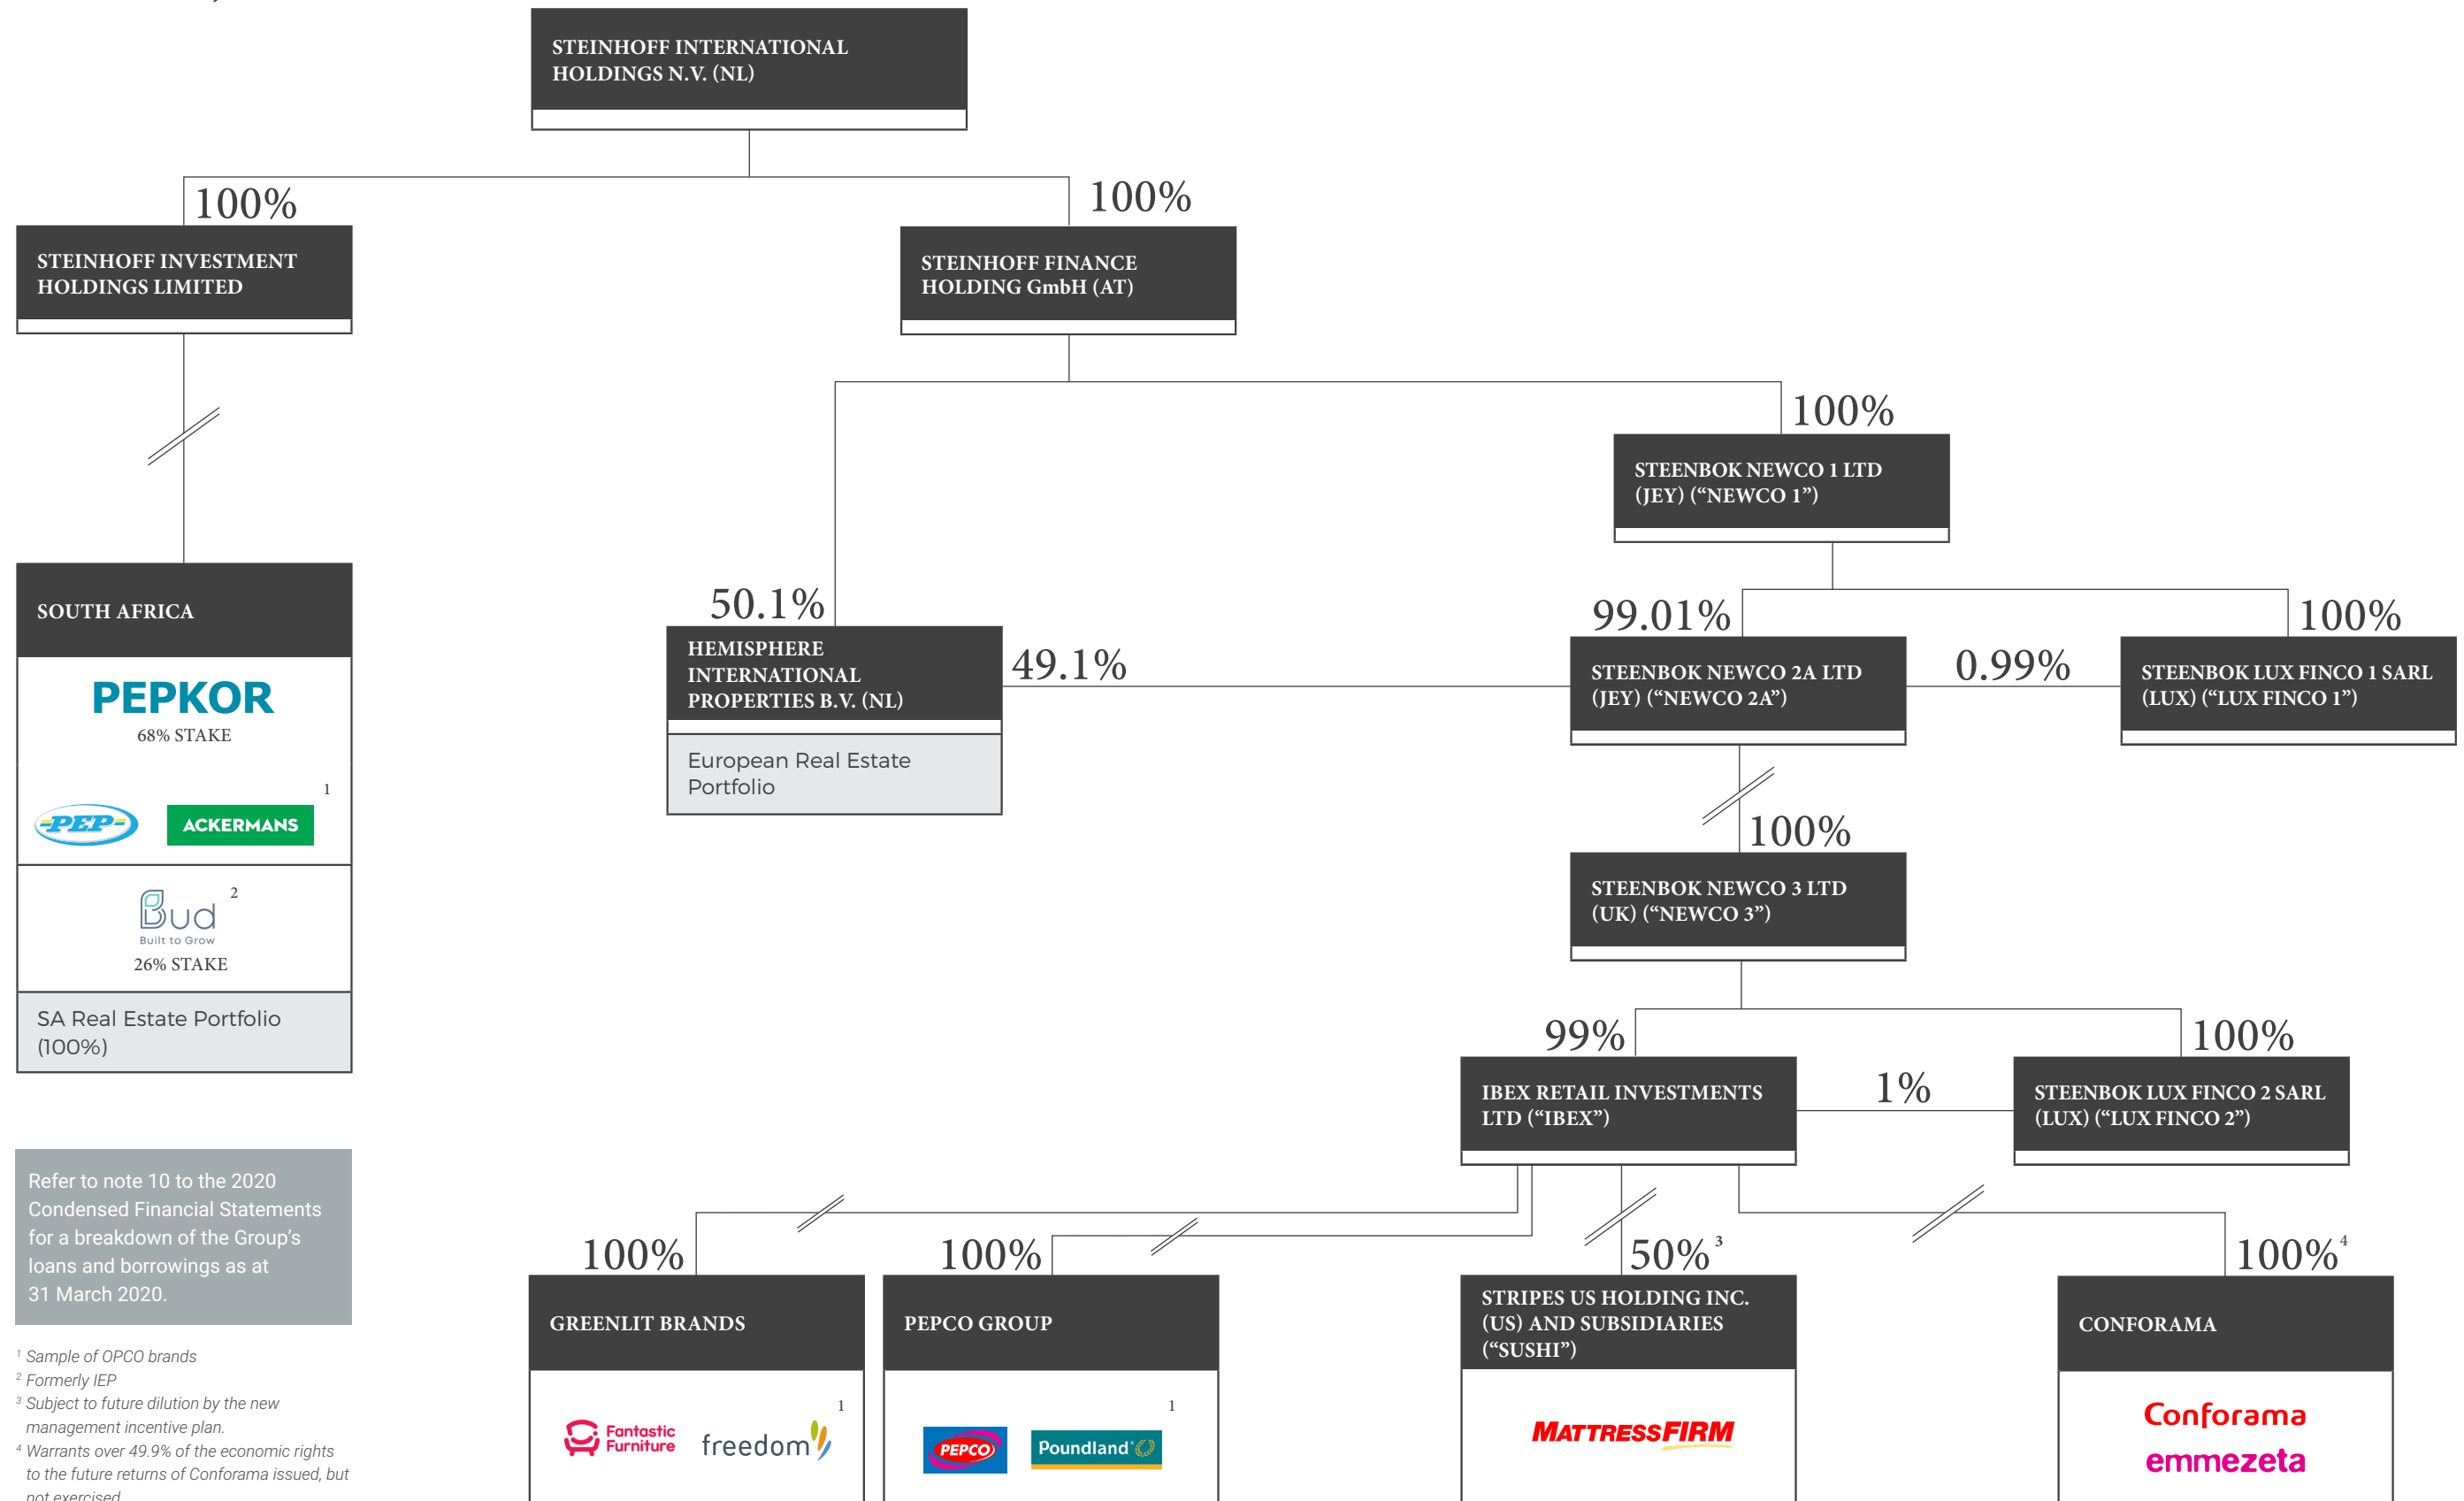 STEINHOFF INTERNATIONAL
HOLDINGS N.V. (NL)
100%
100%
STEINHOFF INVESTMENT
HOLDINGS LIMITED
STEINHOFF FINANCE
HOLDING GmbH (AT)
100%
STEENBOK NEWCO 1 LTD
(JEY) (“NEWCO 1”)
SOUTH AFRICA
PEPKOR
68% STAKE
1
PEP
ACKERMANS
2
Bud
Built to Grow
26% STAKE
SA Real Estate Portfolio
(100%)
50.1%
HEMISPHERE
INTERNATIONAL
PROPERTIES B.V. (NL)
European Real Estate
Portfolio
49.1%
99.01%
STEENBOK NEWCO 2A LTD
(JEY) (“NEWCO 2A”)
0.99%
100%
STEENBOK LUX FINCO 1 SARL
(LUX) (“LUX FINCO 1”)
100%
STEENBOK NEWCO 3 LTD
(UK) (“NEWCO 3”)
99%
IBEX RETAIL INVESTMENTS
LTD (“IBEX”)
1%
100%
STEENBOK LUX FINCO 2 SARL
(LUX) (“LUX FINCO 2”)
100%
GREENLIT BRANDS
1
Fantastic
Furniture
freedom
100%
PEPCO GROUP
1
PEPCO
Poundland
50%3
STRIPES US HOLDING INC.
(US) AND SUBSIDIARIES
(“SUSHI”)
MATTRESSFIRM
100%4
CONFORAMA
Conforama
emmezeta
Refer to note 10 to the 2020
Condensed Financial Statements
for a breakdown of the Group’s
loans and borrowings as at
31 March 2020.
1 Sample of OPCO brands
2 Formerly IEP
3 Subject to future dilution by the new
management incentive plan.
4 Warrants over 49.9% of the economic rights
to the future returns of Conforama issued, but
not exercised